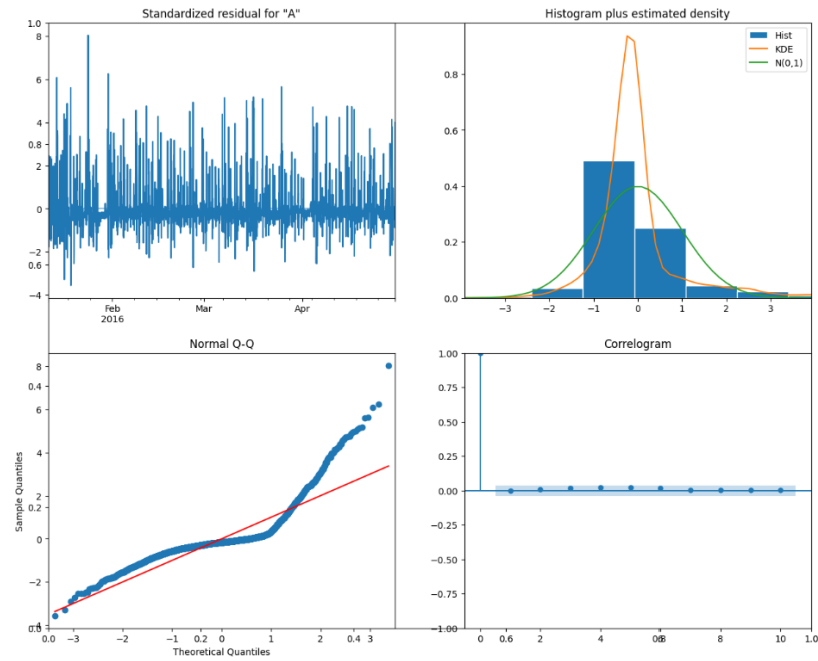 Standardized residual for "A"
1.0
8
6
4
0.8
2
0
−2
0.6
−4
Feb
2016
Mar
Apr
Histogram plus estimated density
Hist
KDE
N(0,1)
0.8
0.6
0.4
0.2
0.0
−3 −2 −1 0 1 2 3
Normal Q-Q
Sample Quantiles
8
0.4
6
4
2
0.2
0
−2
0.0 −3 −2 0.2 0 1 2 0.4 3
Theoretical Quantiles
Correlogram
1.00
0.75
0.50
0.25
0.00
−0.25
−0.50
−0.75
−1.00
0 0.6 2 4 8 10 1.0